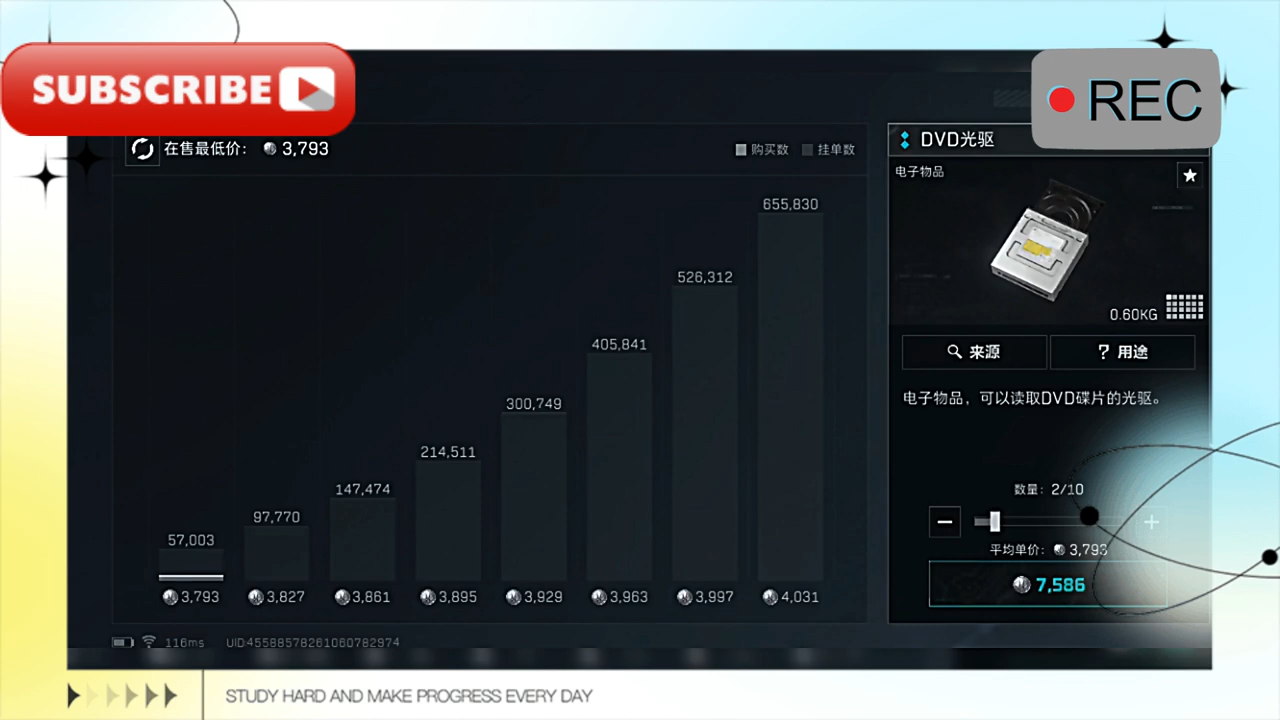 SUBSCRIBE
REC
在售最低价: 3,793
购买数 挂单数
DVD光驱
电子物品
655,830
526,312
405,841
300,749
214,511
147,474
97,770
57,003
3,793 3,827 3,861 3,895 3,929 3,963 3,997 4,031
0.60KG
来源 用途
电子物品，可以读取DVD碟片的光驱。
数量: 2/10
平均单价: 3,793
7,586
116ms UID:45588578261060782974
STUDY HARD AND MAKE PROGRESS EVERY DAY